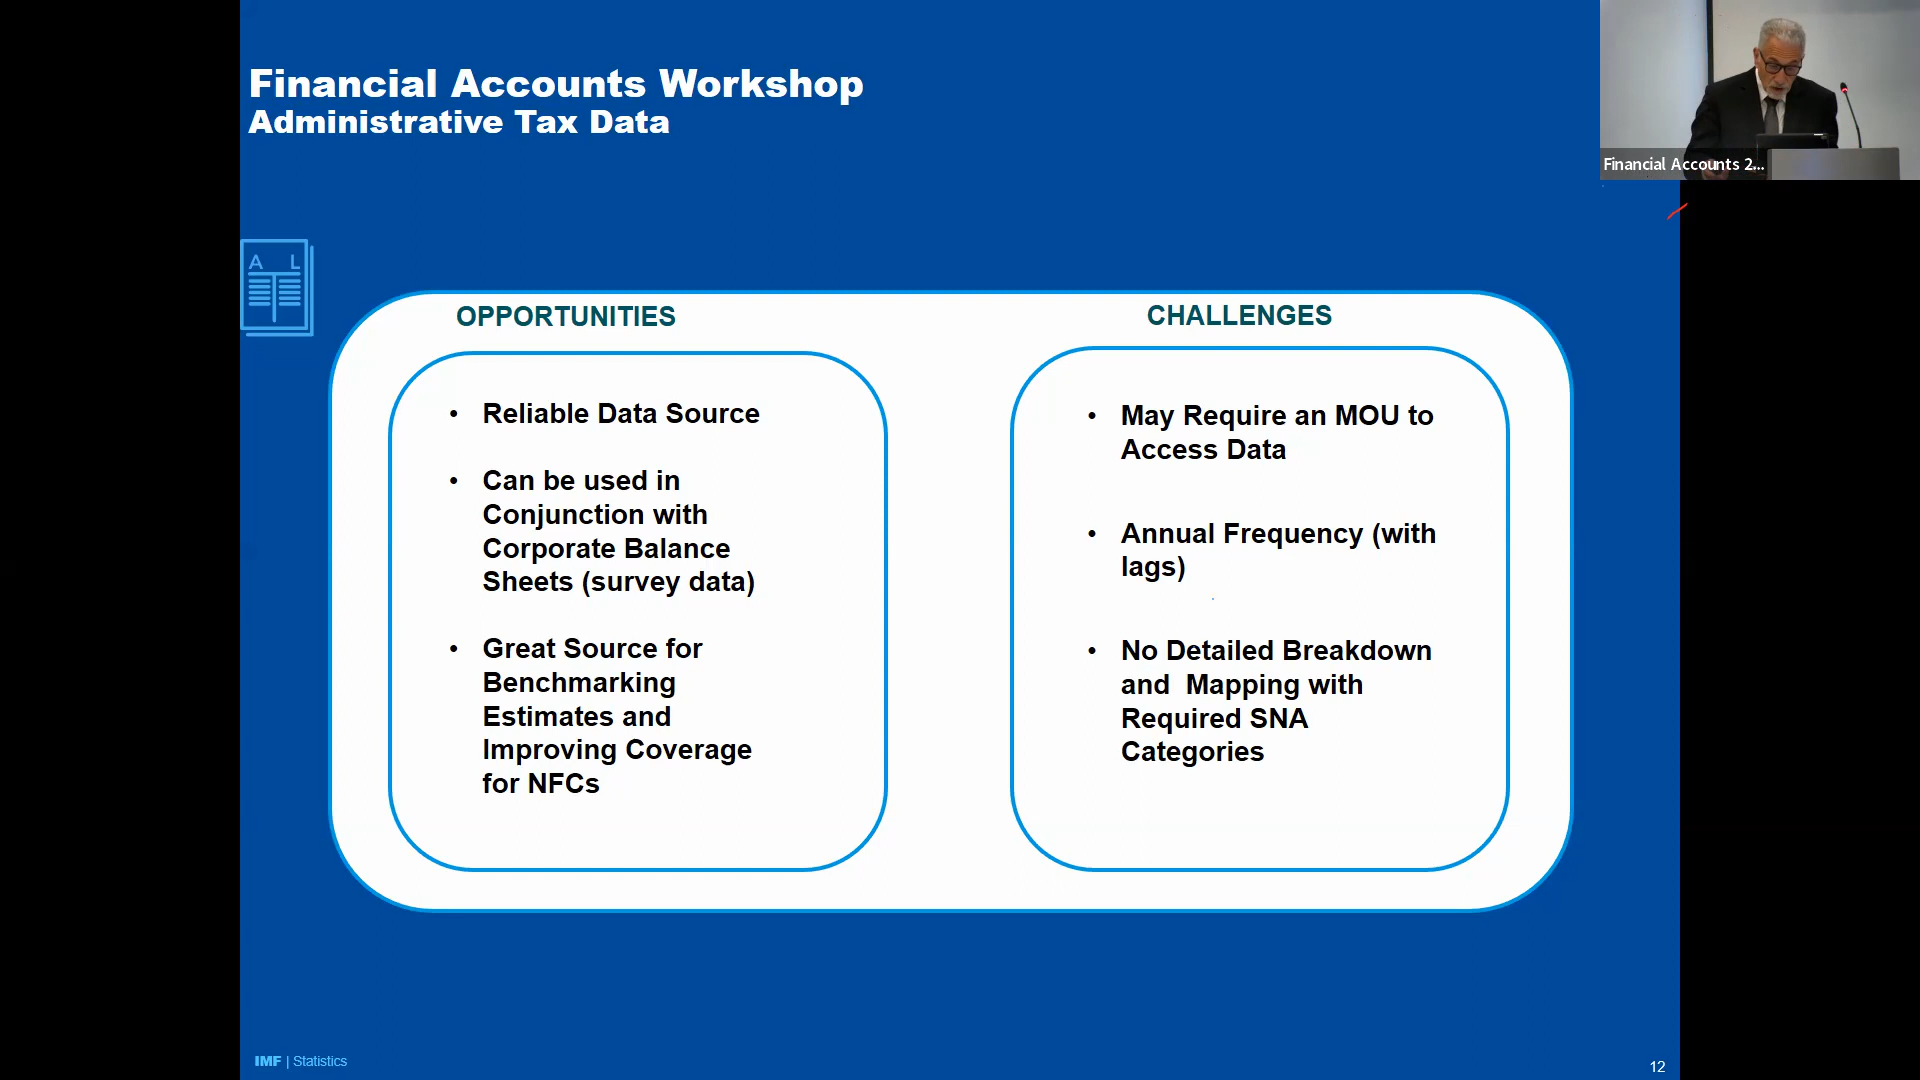 Financial Accounts Workshop
Administrative Tax Data
Financial Accounts 2...
A L
OPPORTUNITIES
• Reliable Data Source
• Can be used in
Conjunction with
Corporate Balance
Sheets (survey data)
• Great Source for
Benchmarking
Estimates and
Improving Coverage
for NFCs
CHALLENGES
• May Require an MOU to
Access Data
• Annual Frequency (with
lags)
• No Detailed Breakdown
and  Mapping with
Required SNA
Categories
IMF | Statistics
12